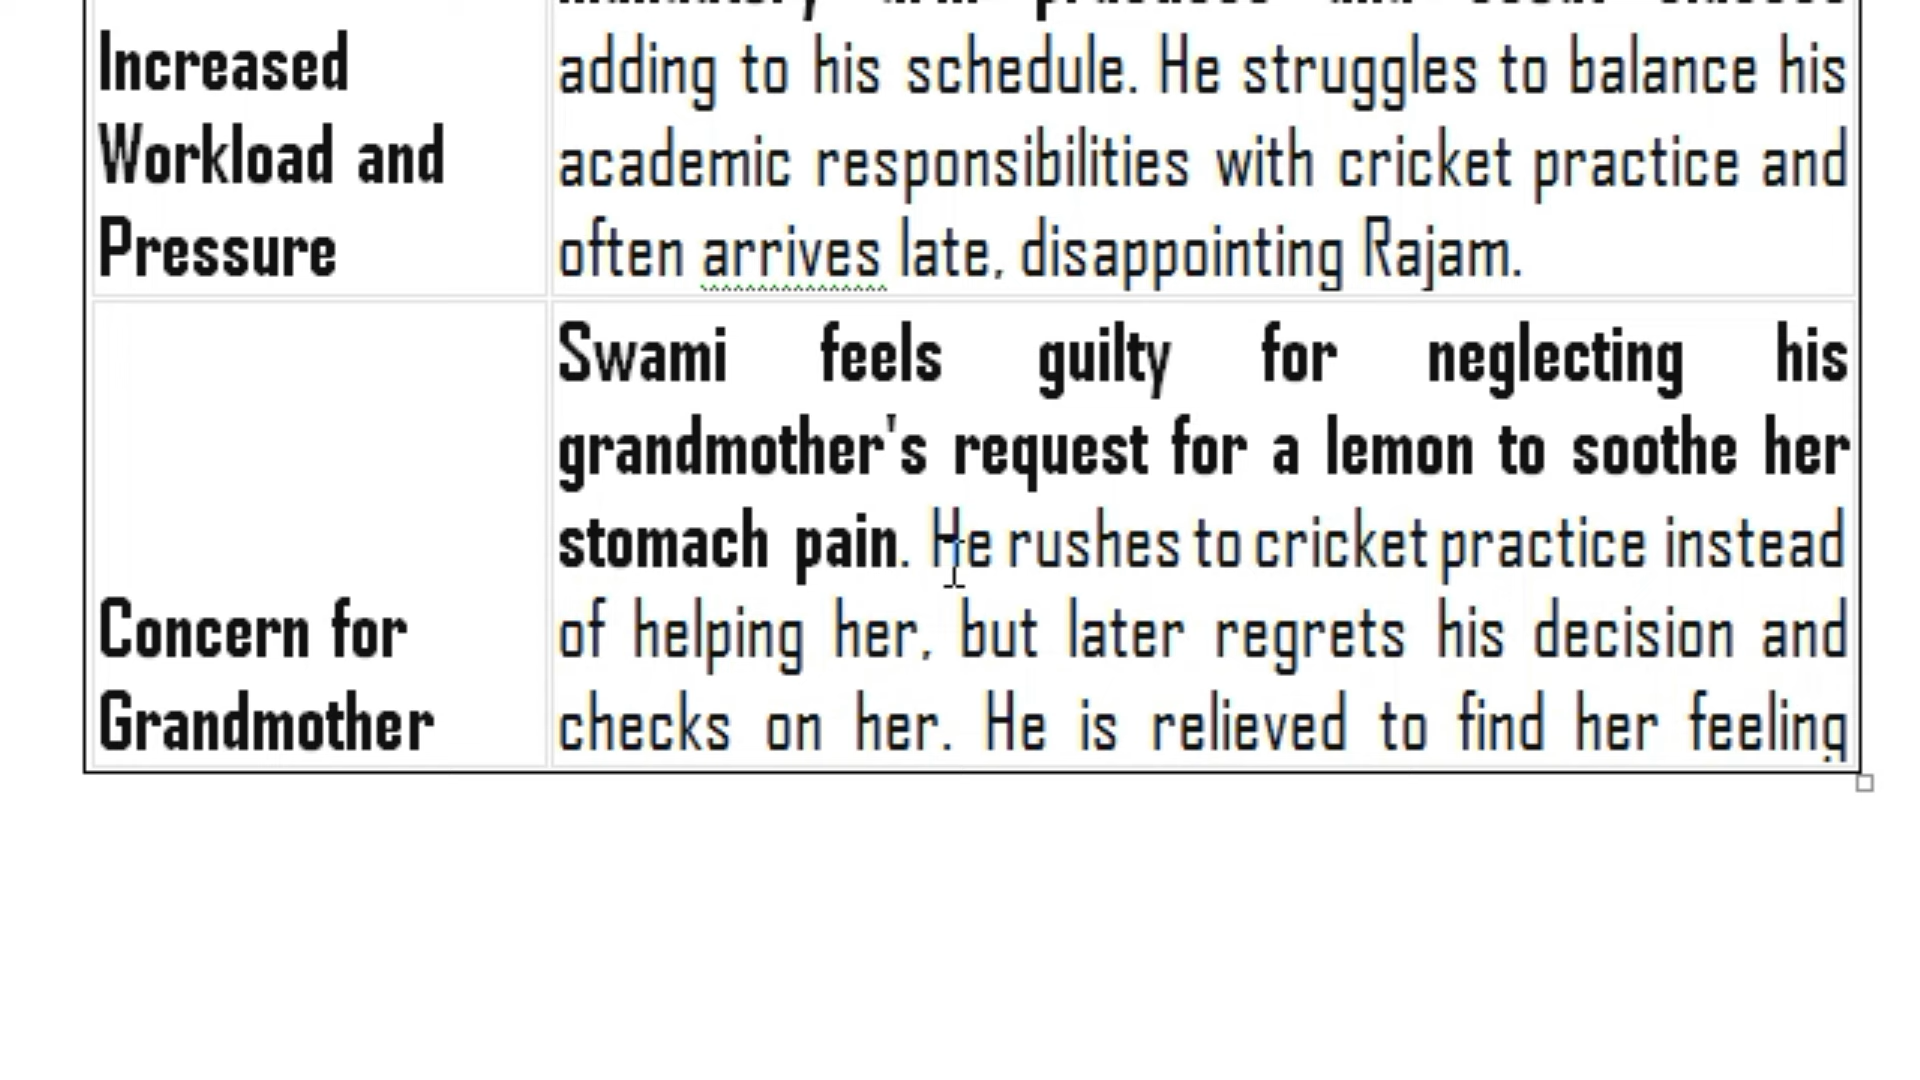 Increased
Workload and
Pressure
adding to his schedule. He struggles to balance his
academic responsibilities with cricket practice and
often arrives late, disappointing Rajam.
Concern for
Grandmother
Swami feels guilty for neglecting his
grandmother's request for a lemon to soothe her
stomach pain. He rushes to cricket practice instead
of helping her, but later regrets his decision and
checks on her. He is relieved to find her feeling